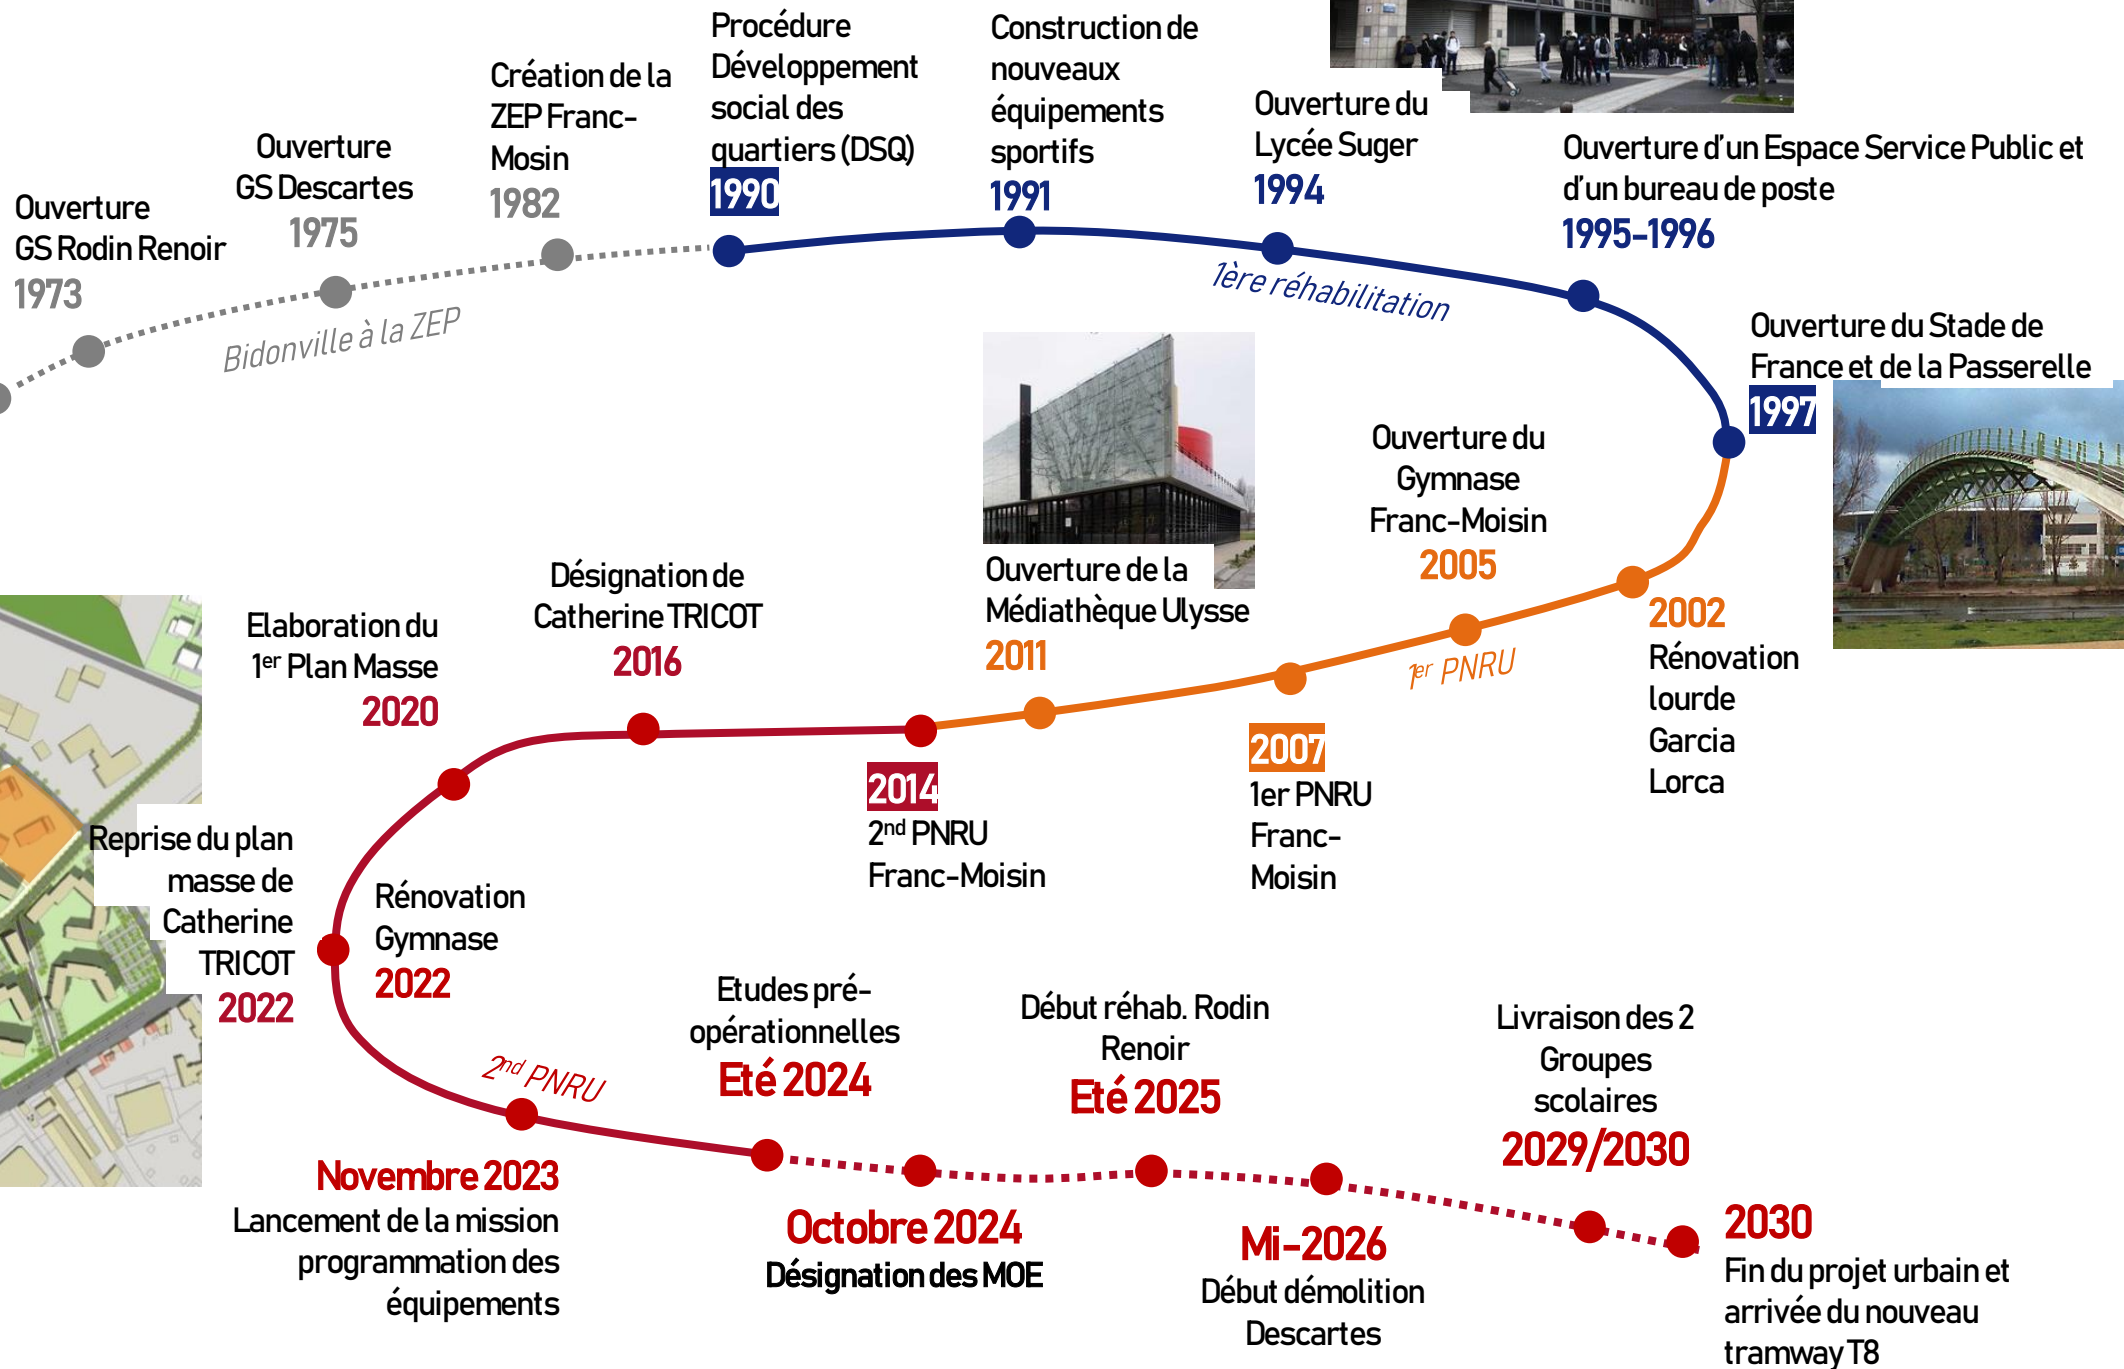 Ouverture
GS Rodin Renoir
1973
Ouverture
GS Descartes
1975
Création de la
ZEP Franc-
Mosin
1982
Bidonville à la ZEP
Procédure
Développement
social des
quartiers (DSQ)
1990
Construction de
nouveaux
équipements
sportifs
1991
Ouverture du
Lycée Suger
1994
1ère réhabilitation
Ouverture d'un Espace Service Public et
d'un bureau de poste
1995-1996
Ouverture du Stade de
France et de la Passerelle
1997
2002
Rénovation
lourde
Garcia
Lorca
Ouverture du
Gymnase
Franc-Moisin
2005
1er PNRU
2007
1er PNRU
Franc-
Moisin
Ouverture de la
Médiathèque Ulysse
2011
2014
2nd PNRU
Franc-Moisin
Désignation de
Catherine TRICOT
2016
Elaboration du
1er Plan Masse
2020
Reprise du plan
masse de
Catherine
TRICOT
2022
Rénovation
Gymnase
2022
2nd PNRU
Novembre 2023
Lancement de la mission
programmation des
équipements
Etudes pré-
opérationnelles
Eté 2024
Octobre 2024
Désignation des MOE
Début réhab. Rodin
Renoir
Eté 2025
Mi-2026
Début démolition
Descartes
Livraison des 2
Groupes
scolaires
2029/2030
2030
Fin du projet urbain et
arrivée du nouveau
tramway T8